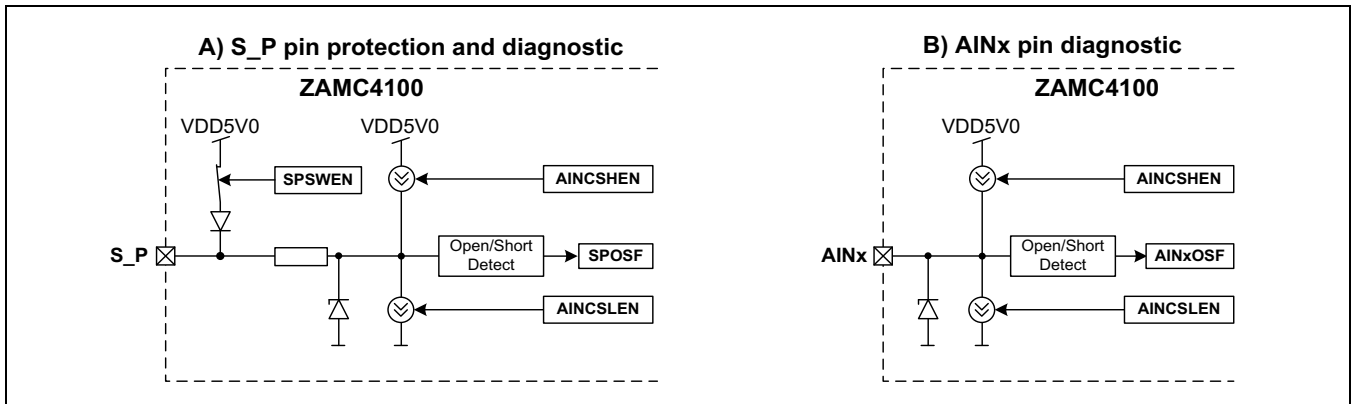 A) S_P pin protection and diagnostic
ZAMC4100
VDD5V0
VDD5V0
SPSWEN
AINCSHEN
S_P
Open/Short
Detect
SPOSF
AINCSLEN
B) AINx pin diagnostic
ZAMC4100
VDD5V0
AINCSHEN
AINx
Open/Short
Detect
AINxOSF
AINCSLEN